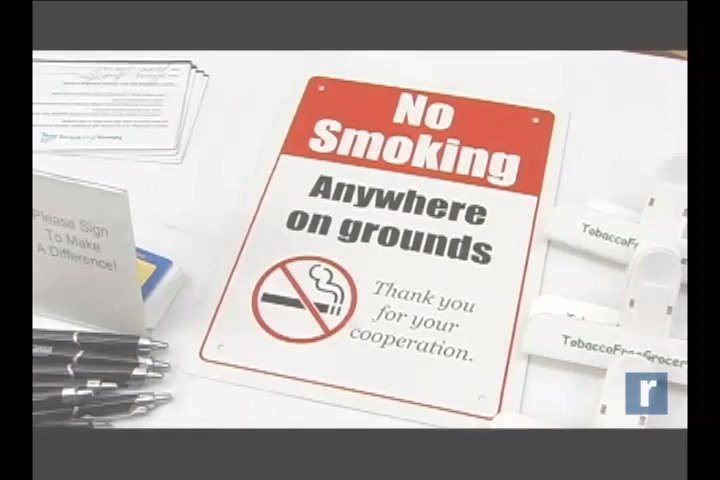 No
Smoking
Anywhere
on grounds
Thank you
for your
cooperation.
Please Sign
To Make
A Difference!
TobaccoF
TobaccoFreeGrocer
r